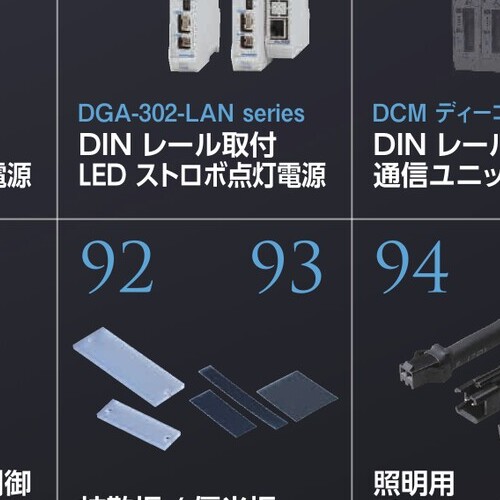 DGA-302-LAN series
DIN レール取付
LED ストロボ点灯電源
DCM ディー
DIN レー
通信ユニッ
電源
92
93
94
照明用
御